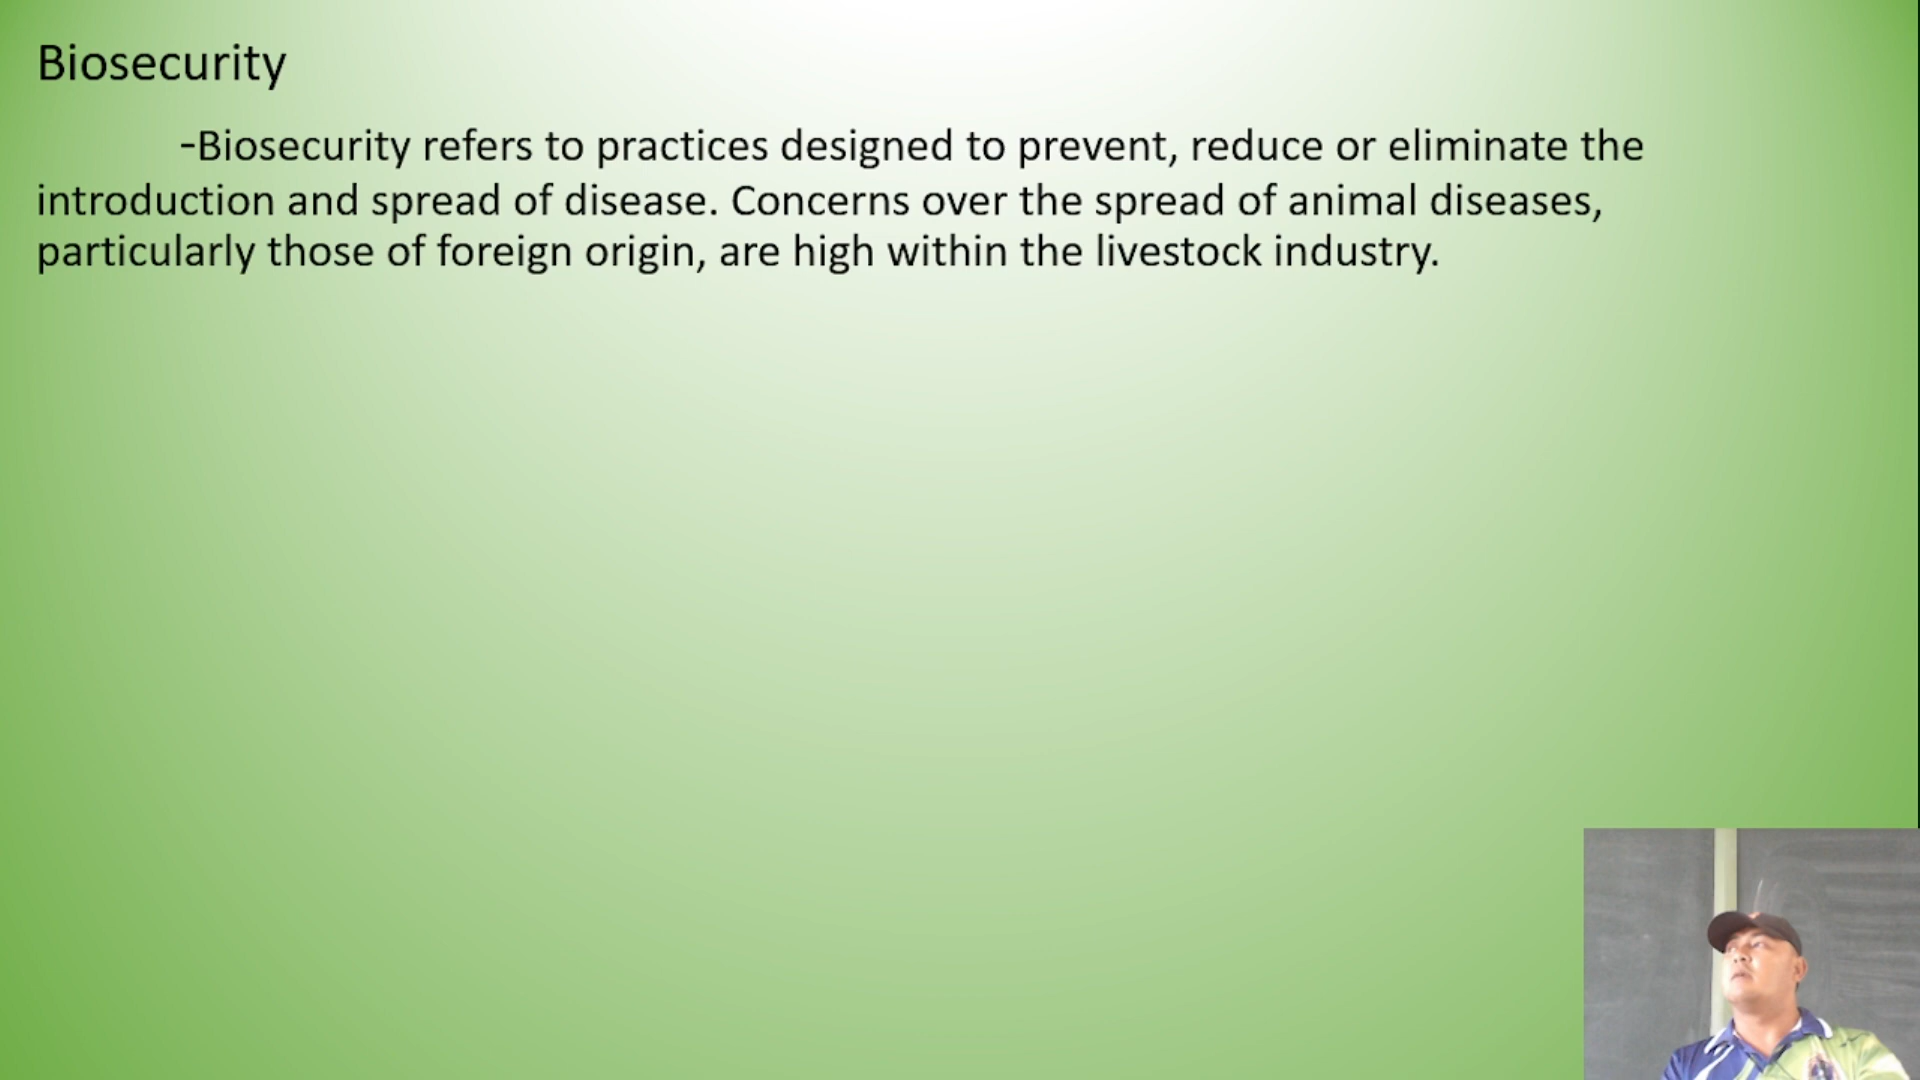 Biosecurity
-Biosecurity refers to practices designed to prevent, reduce or eliminate the
introduction and spread of disease. Concerns over the spread of animal diseases,
particularly those of foreign origin, are high within the livestock industry.